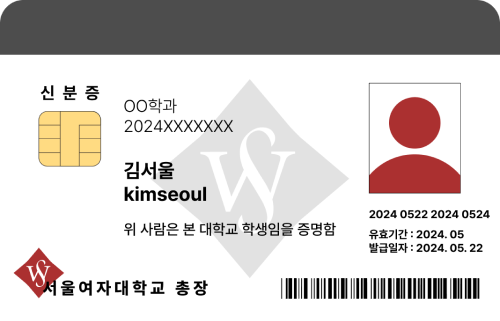 신분증
OO학과
2024XXXXXXX
김서울
kimseoul
위 사람은 본 대학교 학생임을 증명함
2024 0522 2024 0524
유효기간 : 2024. 05
발급일자 : 2024. 05. 22
서울여자대학교 총장